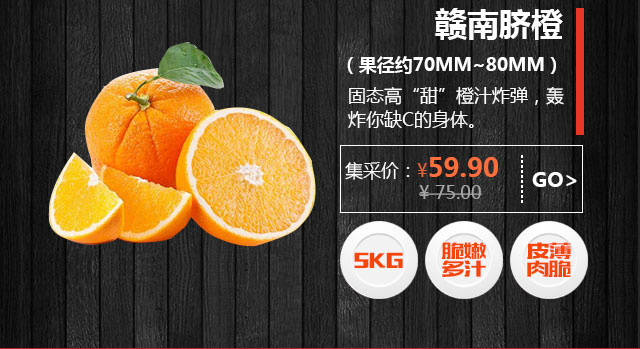 赣南脐橙
（果径约70MM~80MM）
固态高“甜”橙汁炸弹，轰
炸你缺C的身体。
集采价：¥59.90
¥ 75.00
GO>
5KG
脆嫩
多汁
皮薄
肉脆